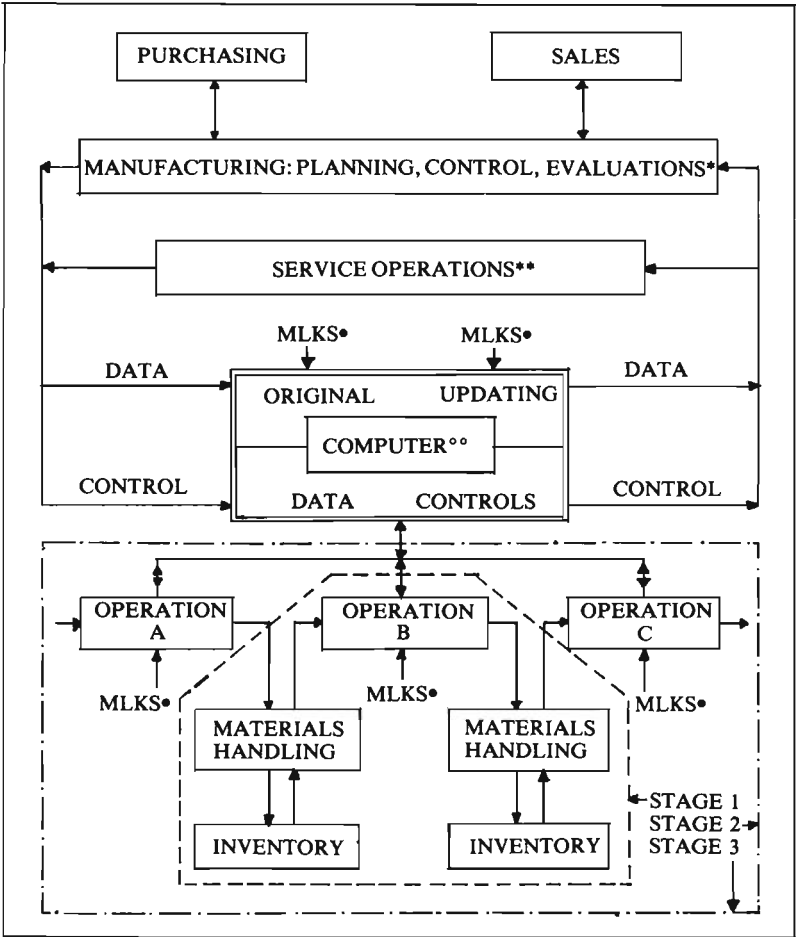 PURCHASING
SALES
MANUFACTURING: PLANNING, CONTROL, EVALUATIONS*
SERVICE OPERATIONS**
MLKS•
MLKS•
DATA
DATA
ORIGINAL
UPDATING
COMPUTER°°
CONTROL
CONTROL
DATA
CONTROLS
OPERATION
A
OPERATION
B
OPERATION
C
MLKS•
MLKS•
MLKS•
MATERIALS
HANDLING
MATERIALS
HANDLING
STAGE 1
STAGE 2
STAGE 3
INVENTORY
INVENTORY